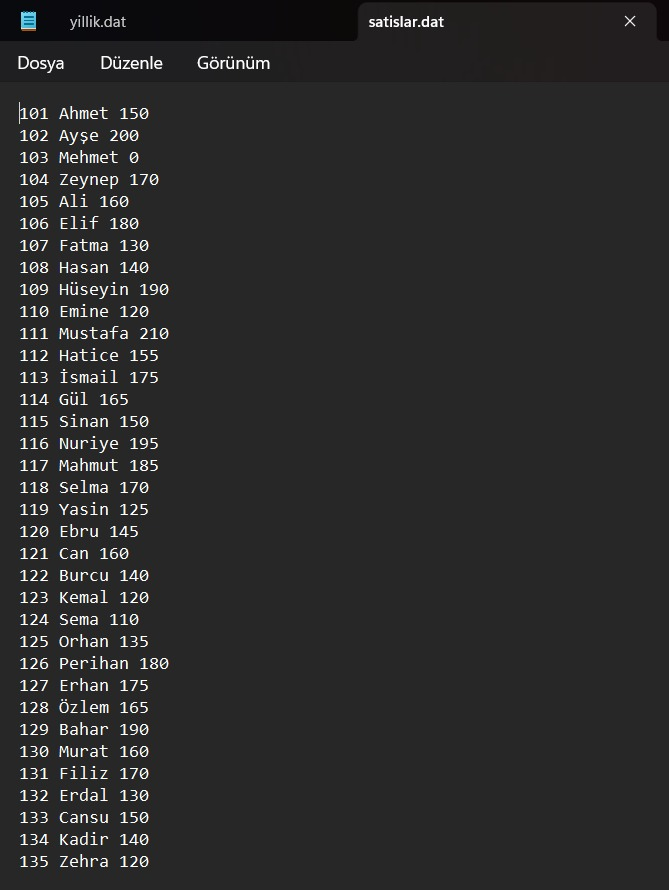 yillik.dat
satislar.dat
Dosya Düzenle Görünüm
101 Ahmet 150
102 Ayşe 200
103 Mehmet 0
104 Zeynep 170
105 Ali 160
106 Elif 180
107 Fatma 130
108 Hasan 140
109 Hüseyin 190
110 Emine 120
111 Mustafa 210
112 Hatice 155
113 İsmail 175
114 Gül 165
115 Sinan 150
116 Nuriye 195
117 Mahmut 185
118 Selma 170
119 Yasin 125
120 Ebru 145
121 Can 160
122 Burcu 140
123 Kemal 120
124 Sema 110
125 Orhan 135
126 Perihan 180
127 Erhan 175
128 Özlem 165
129 Bahar 190
130 Murat 160
131 Filiz 170
132 Erdal 130
133 Cansu 150
134 Kadir 140
135 Zehra 120